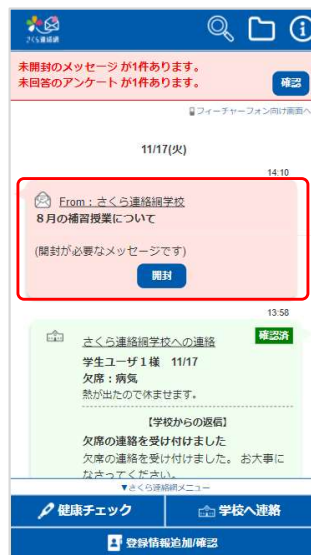 さくら連絡網
未開封のメッセージ が1件あります。
未回答のアンケート が1件あります。
確認
フィーチャーフォン向け画面へ
11/17(火)
14:10
From：さくら連絡網学校
８月の補習授業について
(開封が必要なメッセージです)
開封
13:58
さくら連絡網学校への連絡
確認済
学生ユーザ１様 11/17
欠席：病気
熱が出たので休ませます。
【学校からの返信】
欠席の連絡を受け付けました
欠席の連絡を受け付けました。 お大事に
なさってください。
▼さくら連絡網メニュー
健康チェック
学校へ連絡
登録情報追加/確認